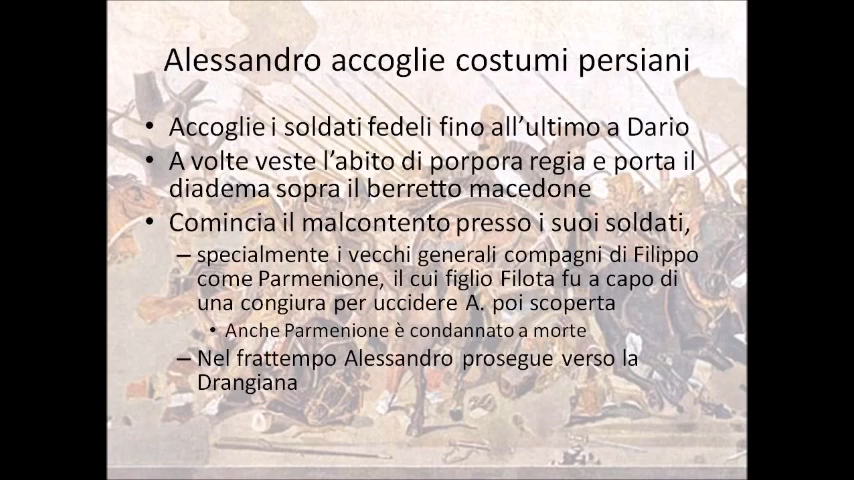 Alessandro accoglie costumi persiani
• Accoglie i soldati fedeli fino all’ultimo a Dario
• A volte veste l’abito di porpora regia e porta il
diadema sopra il berretto macedone
• Comincia il malcontento presso i suoi soldati,
– specialmente i vecchi generali compagni di Filippo
come Parmenione, il cui figlio Filota fu a capo di
una congiura per uccidere A. poi scoperta
• Anche Parmenione è condannato a morte
– Nel frattempo Alessandro prosegue verso la
Drangiana